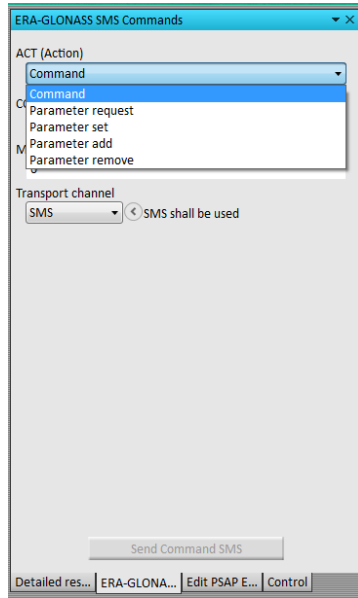 ERA-GLONASS SMS Commands
ACT (Action)
Command
Command
Parameter request
Parameter set
Parameter add
Parameter remove
Transport channel
SMS
SMS shall be used
Send Command SMS
Detailed res... ERA-GLONA... Edit PSAP E... Control